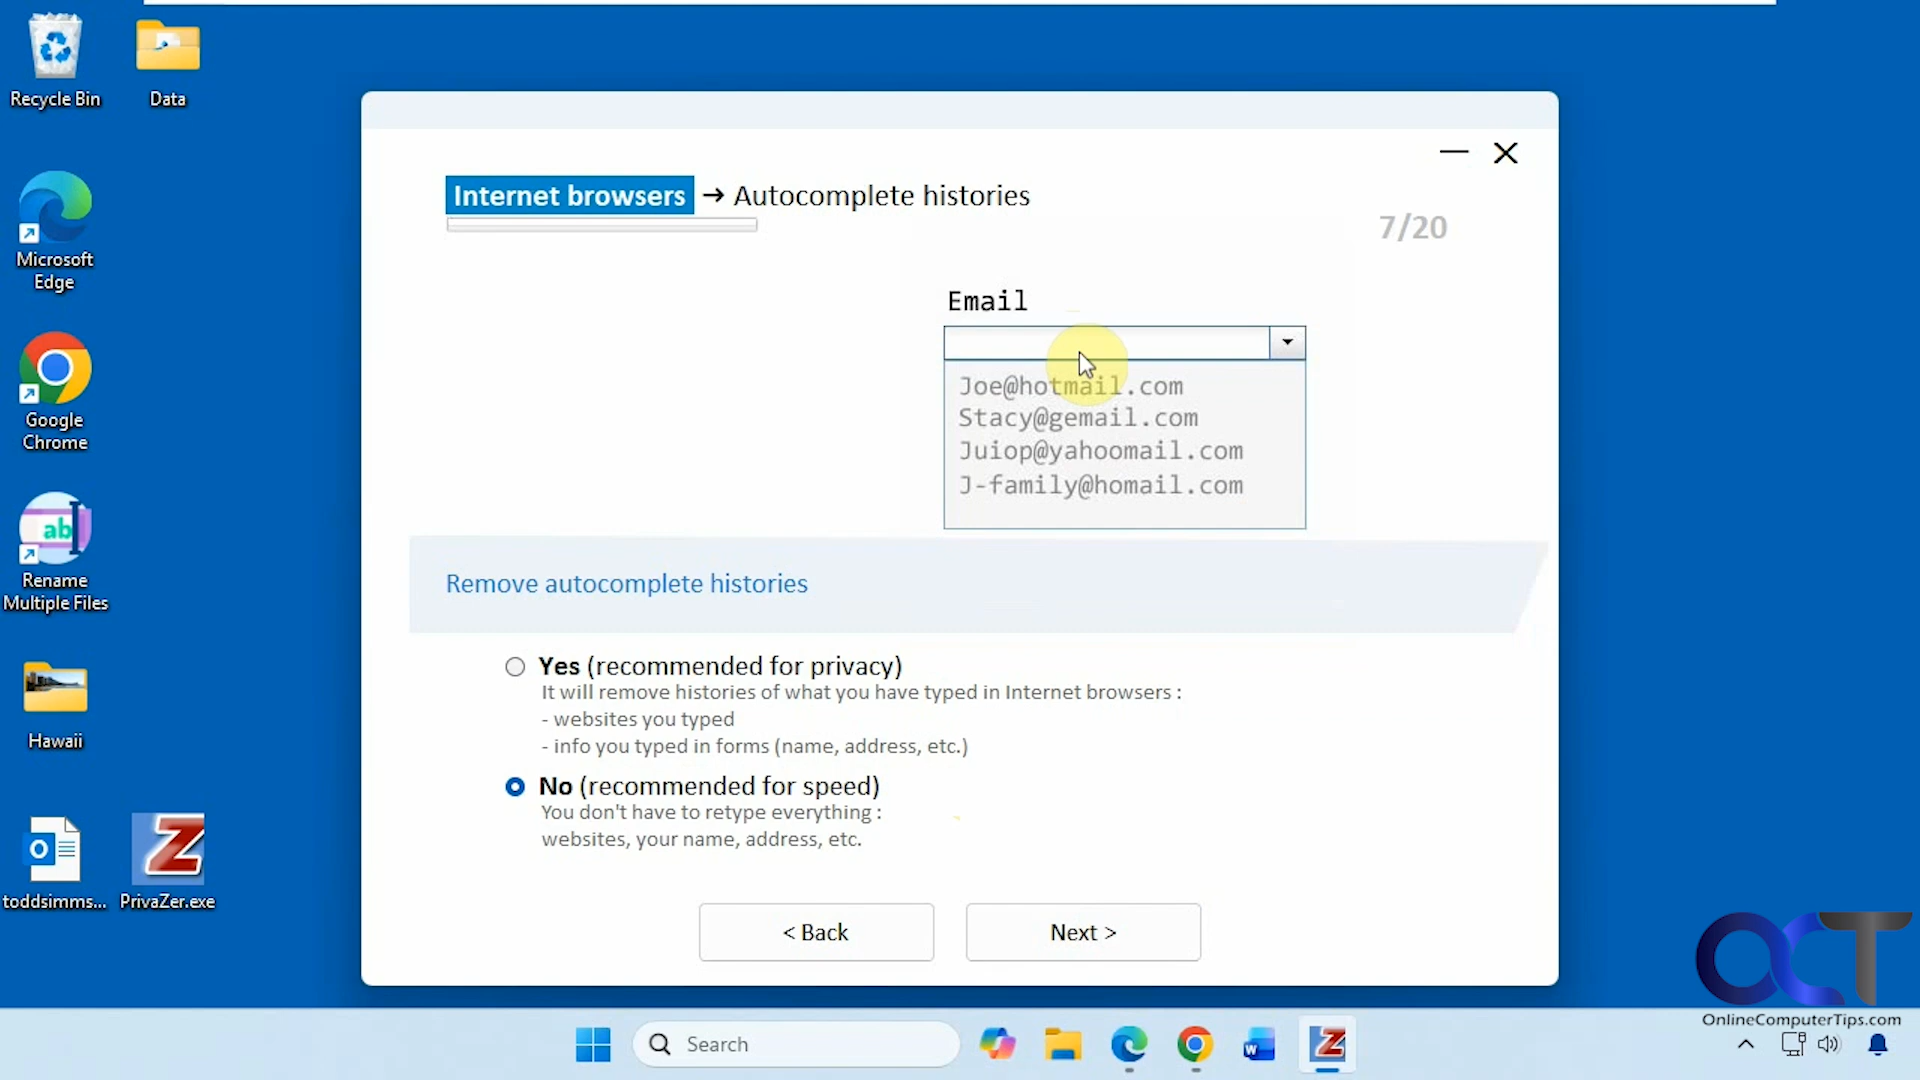 Recycle Bin
Data
Microsoft
Edge
Google
Chrome
ab
Rename
Multiple Files
Hawaii
toddsimms...
PrivaZer.exe
Internet browsers → Autocomplete histories
7/20
Email
Joe@hotmail.com
Stacy@gemail.com
Juiop@yahoomail.com
J-family@homail.com
Remove autocomplete histories
Yes (recommended for privacy)
It will remove histories of what you have typed in Internet browsers :
- websites you typed
- info you typed in forms (name, address, etc.)
No (recommended for speed)
You don't have to retype everything :
websites, your name, address, etc.
< Back
Next >
OCT
OnlineComputerTips.com
Search